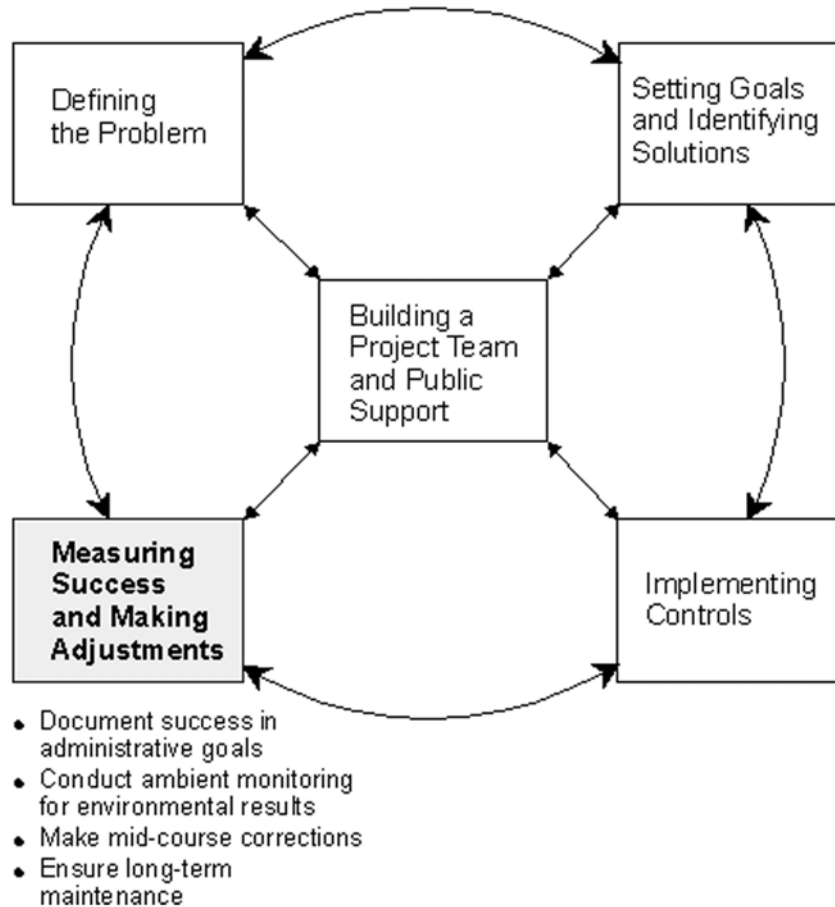 Defining
the Problem
Setting Goals
and Identifying
Solutions
Building a
Project Team
and Public
Support
Measuring
Success
and Making
Adjustments
Implementing
Controls
• Document success in
administrative goals
• Conduct ambient monitoring
for environmental results
• Make mid-course corrections
• Ensure long-term
maintenance